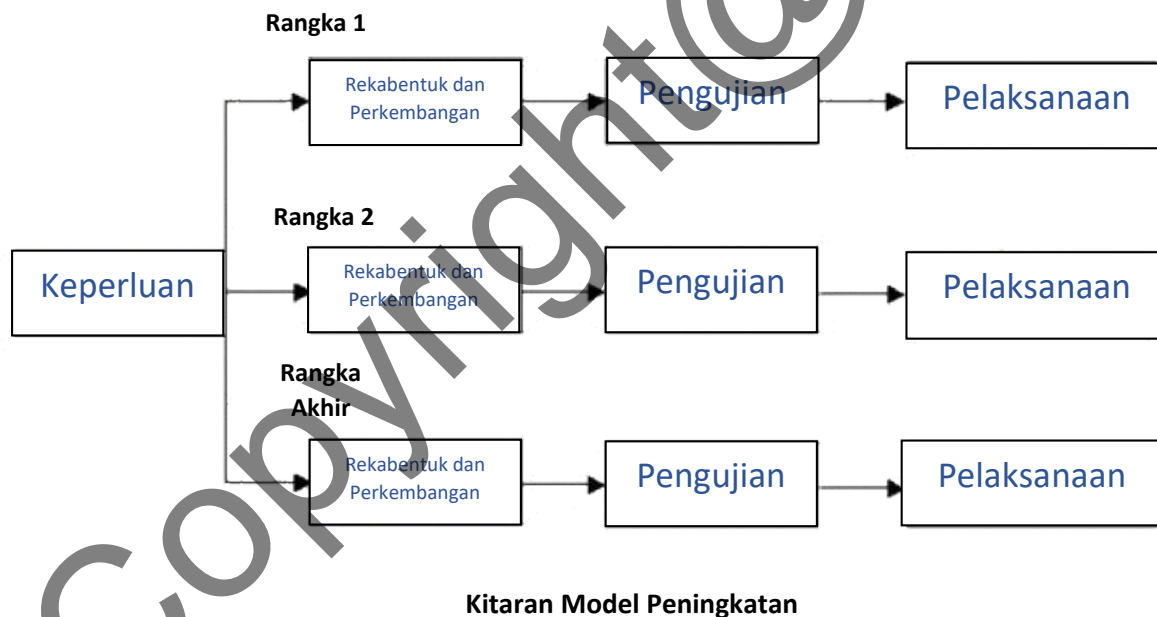 Rangka 1
Rekabentuk dan
Perkembangan
Pengujian
Pelaksanaan
Rangka 2
Keperluan
Rekabentuk dan
Perkembangan
Pengujian
Pelaksanaan
Rangka
Akhir
Rekabentuk dan
Perkembangan
Pengujian
Pelaksanaan
Kitaran Model Peningkatan
Copyright@